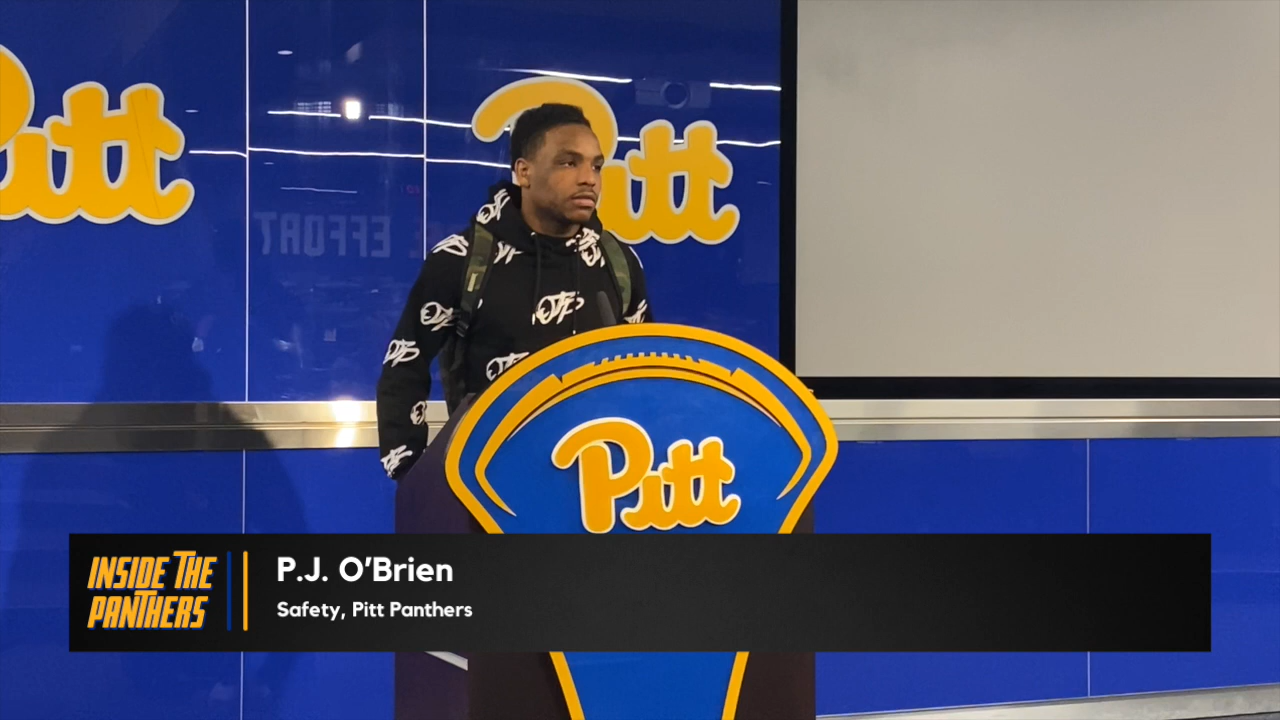 Pitt
Pitt
EFFORT
Pitt
INSIDE THE
PANTHERS
P.J. O'Brien
Safety, Pitt Panthers